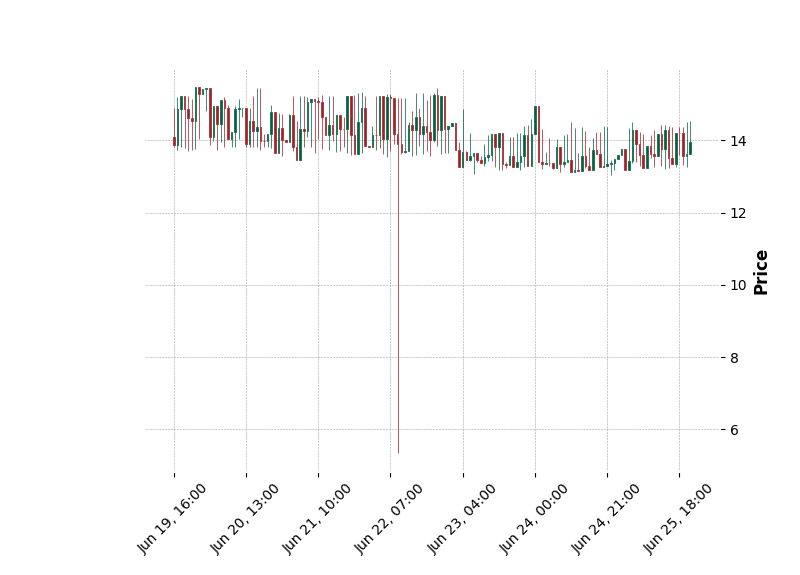 14
12
10
8
6
Price
Jun 19, 16:00
Jun 20, 13:00
Jun 21, 10:00
Jun 22, 07:00
Jun 23, 04:00
Jun 24, 00:00
Jun 24, 21:00
Jun 25, 18:00